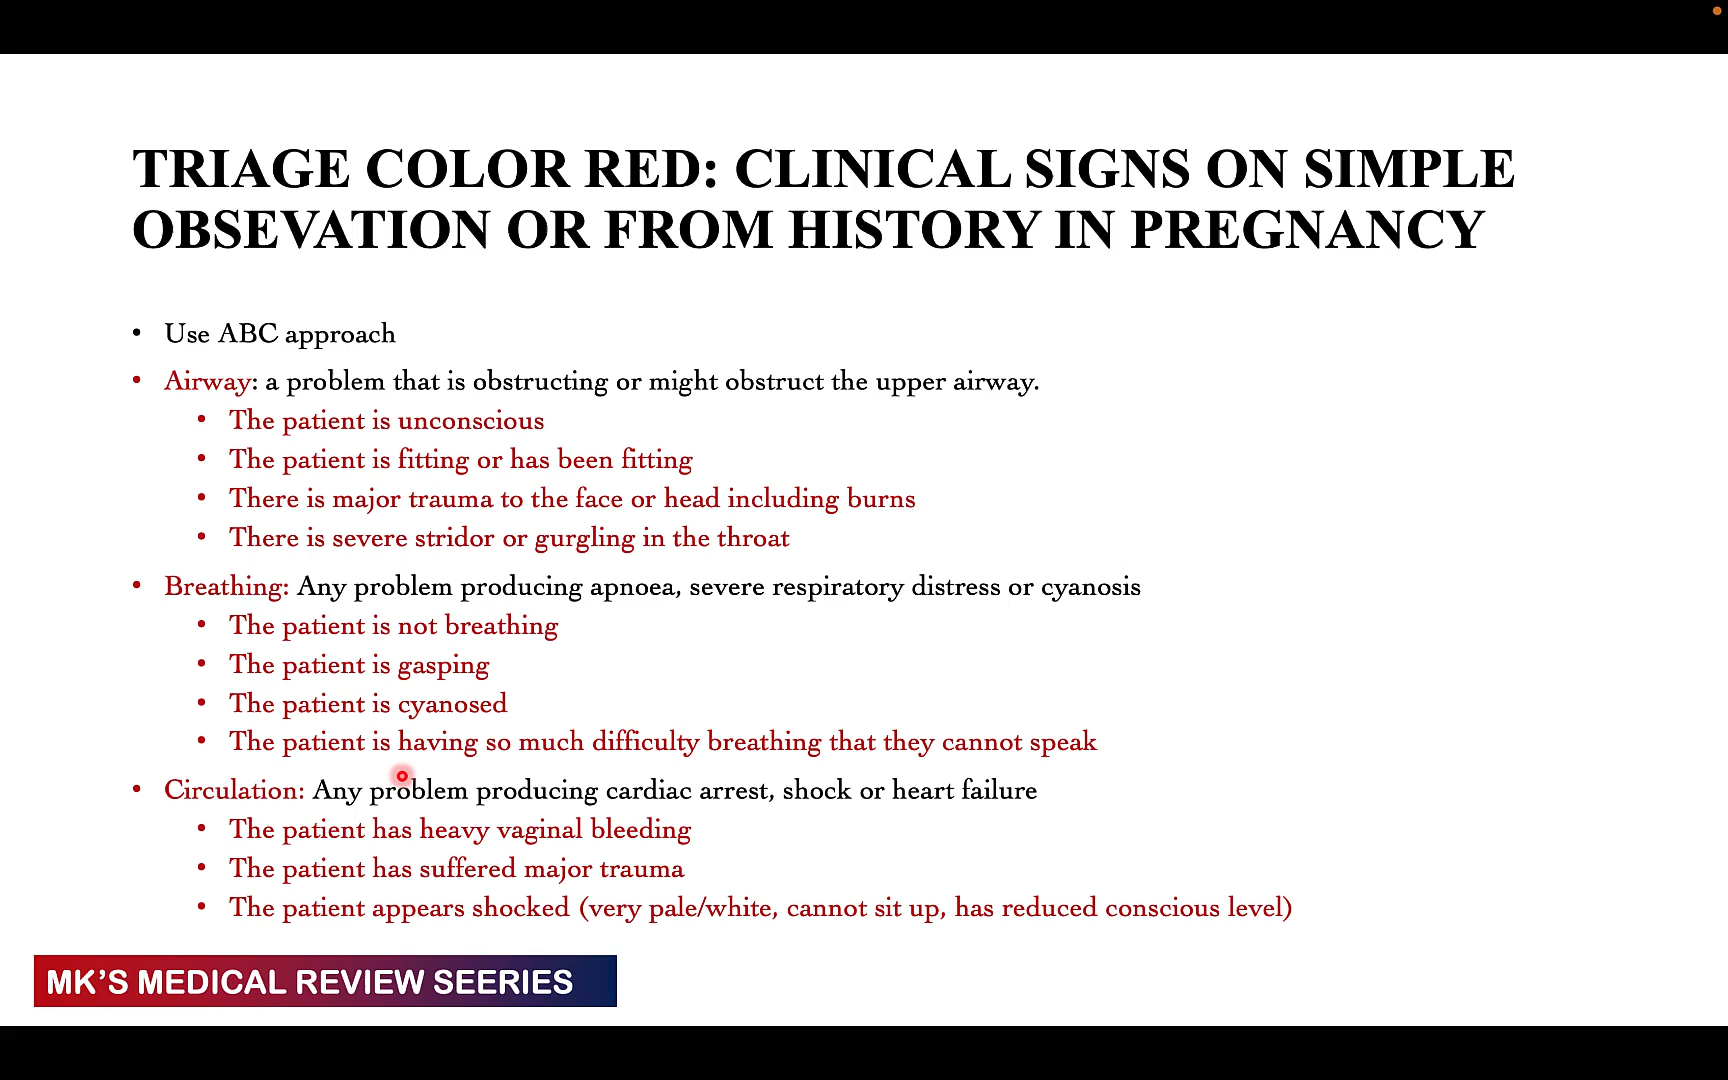 TRIAGE COLOR RED: CLINICAL SIGNS ON SIMPLE
OBSEVATION OR FROM HISTORY IN PREGNANCY
• Use ABC approach
• Airway: a problem that is obstructing or might obstruct the upper airway.
• The patient is unconscious
• The patient is fitting or has been fitting
• There is major trauma to the face or head including burns
• There is severe stridor or gurgling in the throat
• Breathing: Any problem producing apnoea, severe respiratory distress or cyanosis
• The patient is not breathing
• The patient is gasping
• The patient is cyanosed
• The patient is having so much difficulty breathing that they cannot speak
• Circulation: Any problem producing cardiac arrest, shock or heart failure
• The patient has heavy vaginal bleeding
• The patient has suffered major trauma
• The patient appears shocked (very pale/white, cannot sit up, has reduced conscious level)
MK'S MEDICAL REVIEW SEERIES